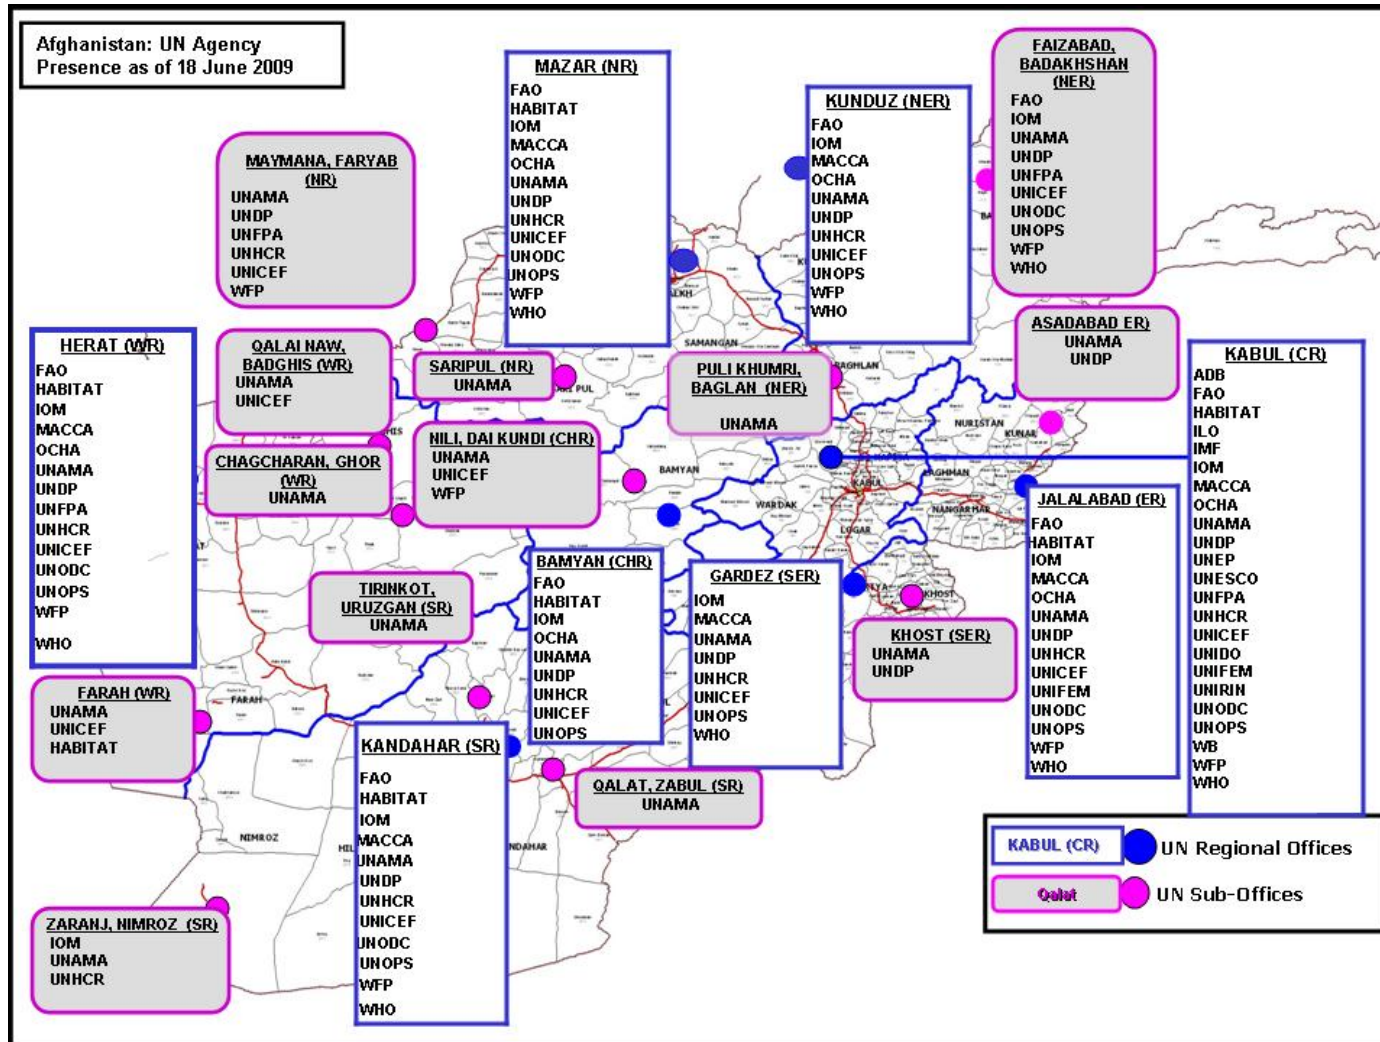 Afghanistan: UN Agency
Presence as of 18 June 2009
MAZAR (NR)
FAO
HABITAT
IOM
MACCA
OCHA
UNAMA
UNDP
UNHCR
UNICEF
UNODC
UNOPS
WFP
WHO
KUNDUZ (NER)
FAO
IOM
MACCA
OCHA
UNAMA
UNDP
UNHCR
UNICEF
UNOPS
WFP
WHO
FAIZABAD,
BADAKHSHAN
(NER)
FAO
IOM
UNAMA
UNDP
UNFPA
UNICEF
UNODC
UNOPS
WFP
WHO
MAYMANA, FARYAB
(NR)
UNAMA
UNDP
UNFPA
UNHCR
UNICEF
WFP
HERAT (WR)
FAO
HABITAT
IOM
MACCA
OCHA
UNAMA
UNDP
UNFPA
UNHCR
UNICEF
UNODC
UNOPS
WFP
WHO
QALAI NAW,
BADGHIS (WR)
UNAMA
UNICEF
SARIPUL (NR)
UNAMA
PULI KHUMRI,
BAGLAN (NER)
UNAMA
ASADABAD ER)
UNAMA
UNDP
KABUL (CR)
ADB
FAO
HABITAT
ILO
IMF
IOM
MACCA
OCHA
UNAMA
UNDP
UNEP
UNESCO
UNFPA
UNHCR
UNICEF
UNIDO
UNIFEM
UNIRIN
UNODC
UNOPS
WB
WFP
WHO
CHAGCHARAN, GHOR
(WR)
UNAMA
NILI, DAI KUNDI (CHR)
UNAMA
UNICEF
WFP
JALALABAD (ER)
FAO
HABITAT
IOM
MACCA
OCHA
UNAMA
UNDP
UNHCR
UNICEF
UNIFEM
UNODC
UNOPS
WFP
WHO
TIRINKOT,
URUZGAN (SR)
UNAMA
BAMYAN (CHR)
FAO
HABITAT
IOM
OCHA
UNAMA
UNDP
UNHCR
UNICEF
UNOPS
GARDEZ (SER)
IOM
MACCA
UNAMA
UNDP
UNHCR
UNICEF
UNOPS
WHO
KHOST (SER)
UNAMA
UNDP
FARAH (WR)
UNAMA
UNICEF
HABITAT
KANDAHAR (SR)
FAO
HABITAT
IOM
MACCA
UNAMA
UNDP
UNHCR
UNICEF
UNODC
UNOPS
WFP
WHO
QALAT, ZABUL (SR)
UNAMA
ZARANJ, NIMROZ (SR)
IOM
UNAMA
UNHCR
SAMANGAN
BAGHLAN
NURISTAN
KUNAR
LAGHMAN
BAMYAN
WARDAK
KABUL
LOGAR
NANGARHAR
KHOST
FARAH
NIMROZ
KABUL (CR)
UN Regional Offices
Qalat
UN Sub-Offices